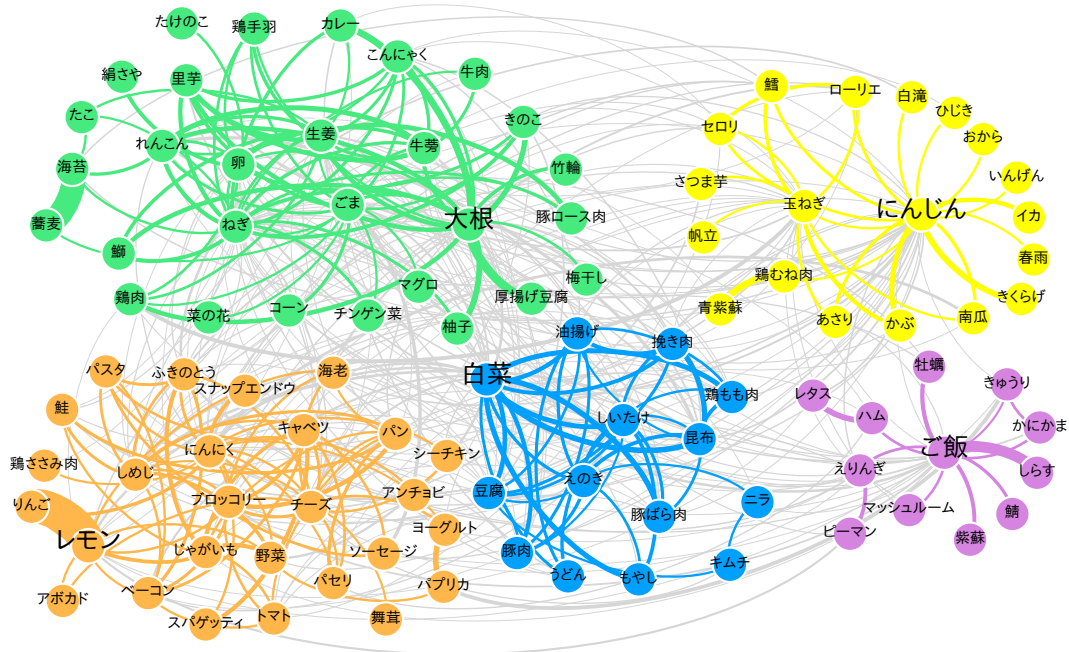 たけのこ
鶏手羽
カレー
こんにゃく
牛肉
絹さや
里芋
たこ
れんこん
生姜
牛蒡
きのこ
海苔
卵
竹輪
蕎麦
ごま
ねぎ
大根
豚ロース肉
鰤
鶏肉
菜の花
コーン
チンゲン菜
マグロ
柚子
厚揚げ豆腐
梅干し
鱈
ローリエ
白滝
ひじき
セロリ
おから
さつま芋
いんげん
玉ねぎ
にんじん
イカ
帆立
春雨
鶏むね肉
青紫蘇
あさり
かぶ
南瓜
きくらげ
油揚げ
挽き肉
白菜
鶏もも肉
しいたけ
昆布
えのき
豆腐
豚ばら肉
ニラ
豚肉
うどん
もやし
キムチ
牡蠣
きゅうり
レタス
ハム
かにかま
ご飯
えりんぎ
しらす
マッシュルーム
鯖
ピーマン
紫蘇
パスタ
ふきのとう
スナップエンドウ
海老
鮭
キャベツ
パン
鶏ささみ肉
しめじ
にんにく
シーチキン
りんご
ブロッコリー
チーズ
アンチョビ
レモン
ヨーグルト
じゃがいも
野菜
ソーセージ
アボカド
ベーコン
パセリ
パプリカ
スパゲッティ
トマト
舞茸